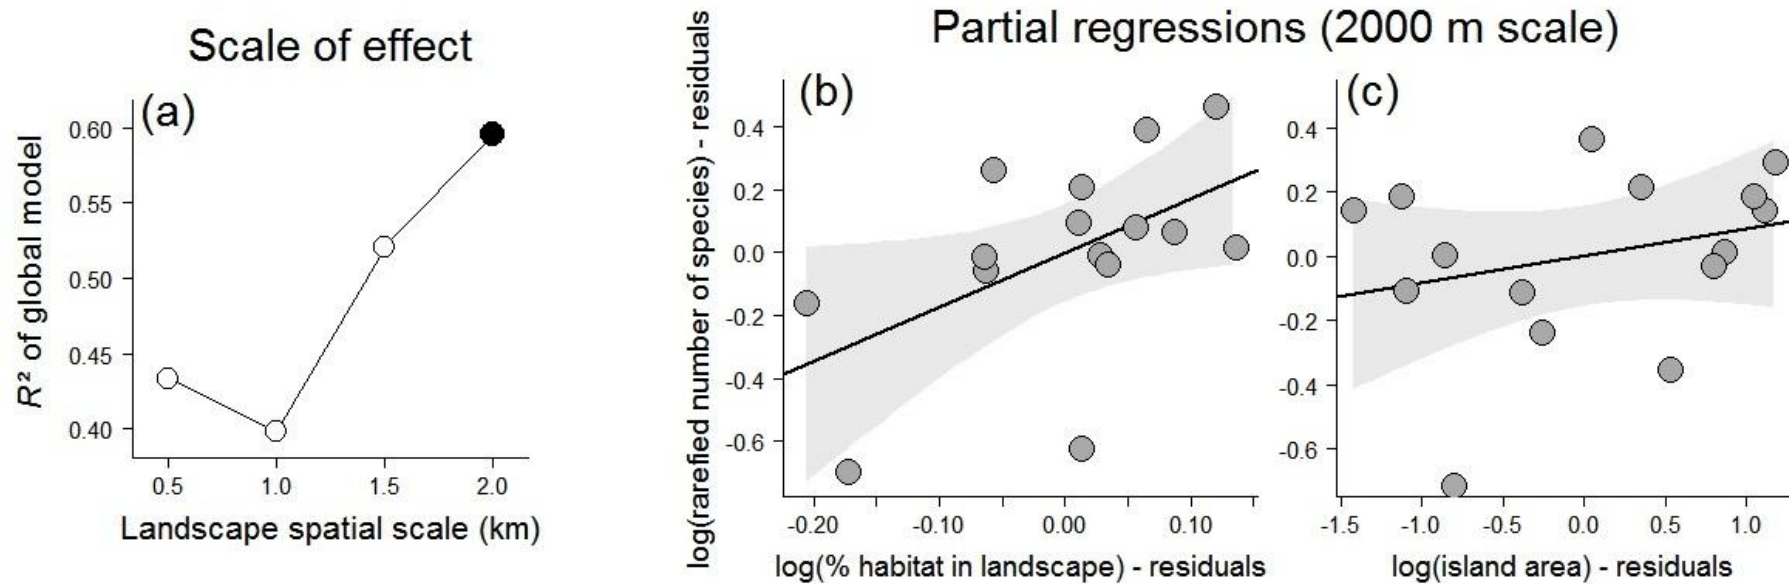 Scale of effect
Partial regressions (2000 m scale)
(a)
R² of global model
0.60
0.55
0.50
0.45
0.40
0.5 1.0 1.5 2.0
Landscape spatial scale (km)
log(rarefied number of species) - residuals
(b)
0.4
0.2
0.0
-0.2
-0.4
-0.6
-0.20 -0.10 0.00 0.10
log(% habitat in landscape) - residuals
(c)
0.4
0.2
0.0
-0.2
-0.4
-0.6
-1.5 -1.0 -0.5 0.0 0.5 1.0
log(island area) - residuals